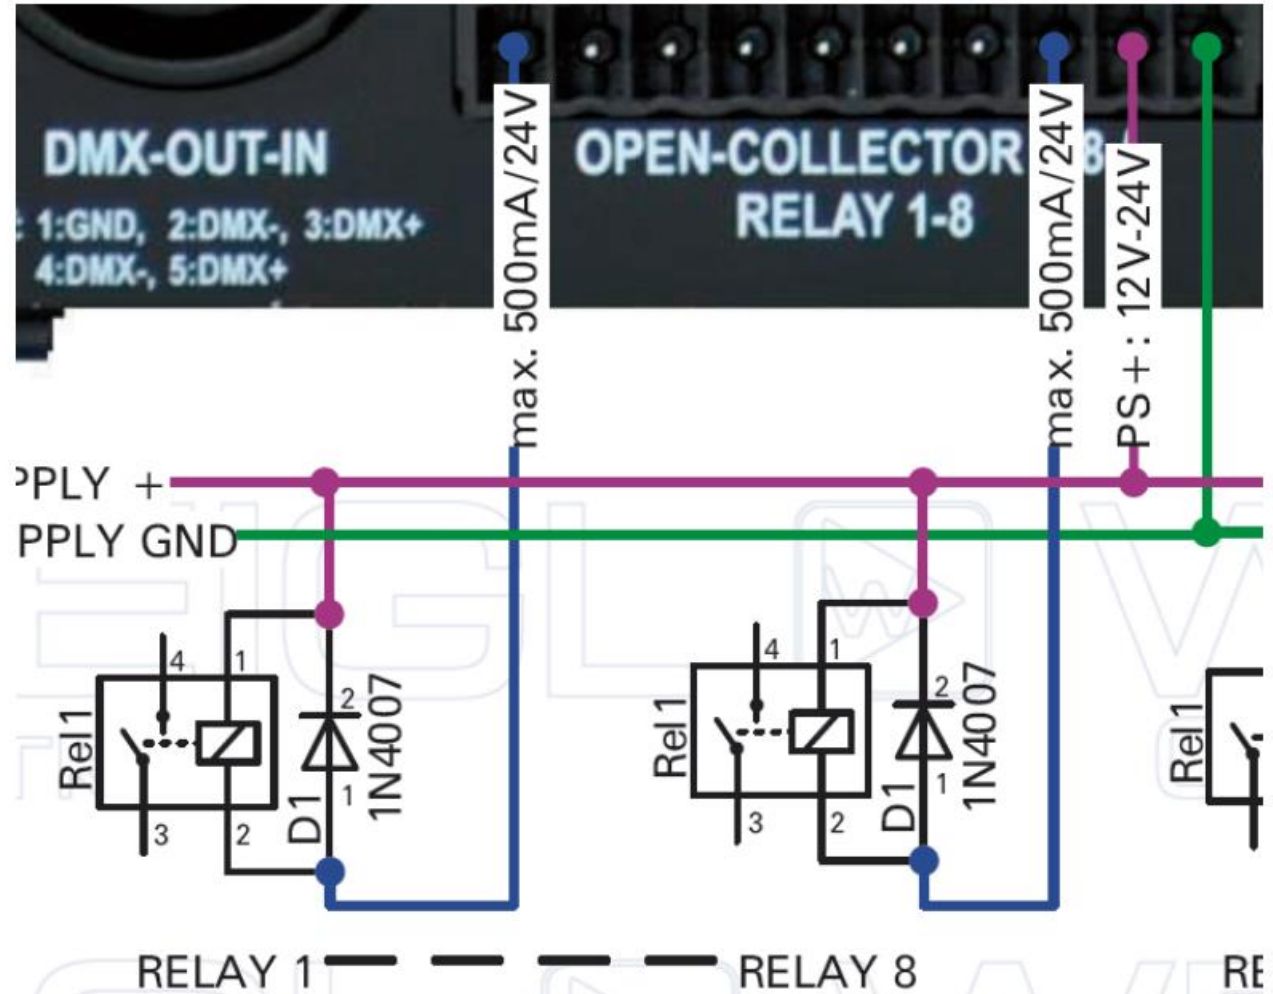 DMX-OUT-IN
: 1:GND, 2:DMX-, 3:DMX+
4:DMX-, 5:DMX+
OPEN-COLLECTOR 8
RELAY 1-8
max. 500mA/24V
max. 500mA/24V
PS+: 12V-24V
PPLY +
PPLY GND
4
1
Rel1
3
2
2
1
D1
1N4007
4
1
Rel1
3
2
2
1
D1
1N4007
Rel1
RELAY 1
RELAY 8
RE